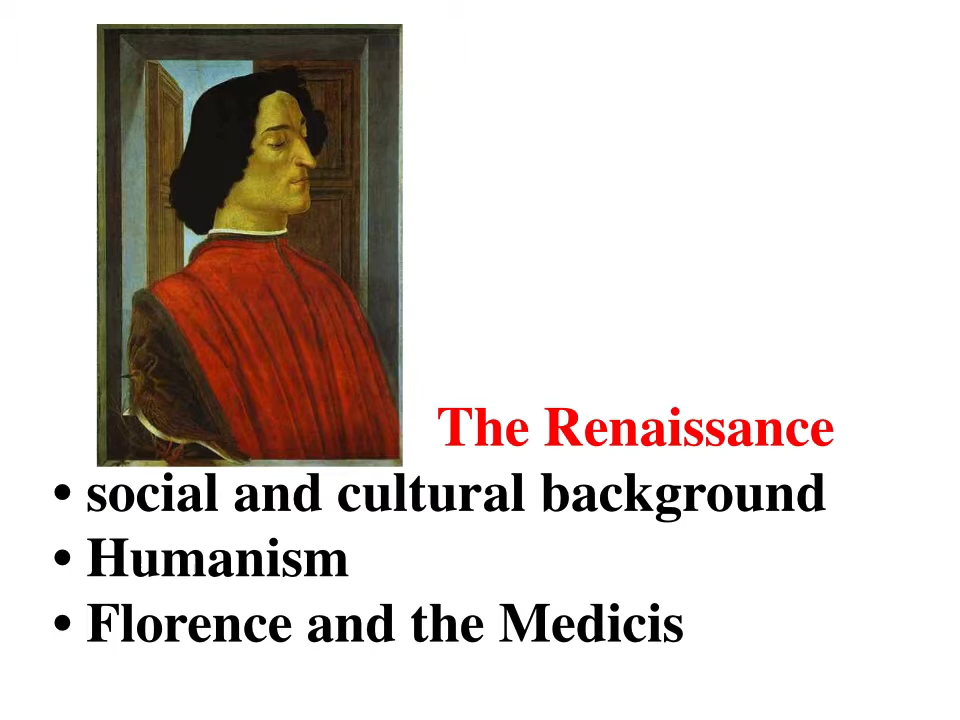 The Renaissance
• social and cultural background
• Humanism
• Florence and the Medicis